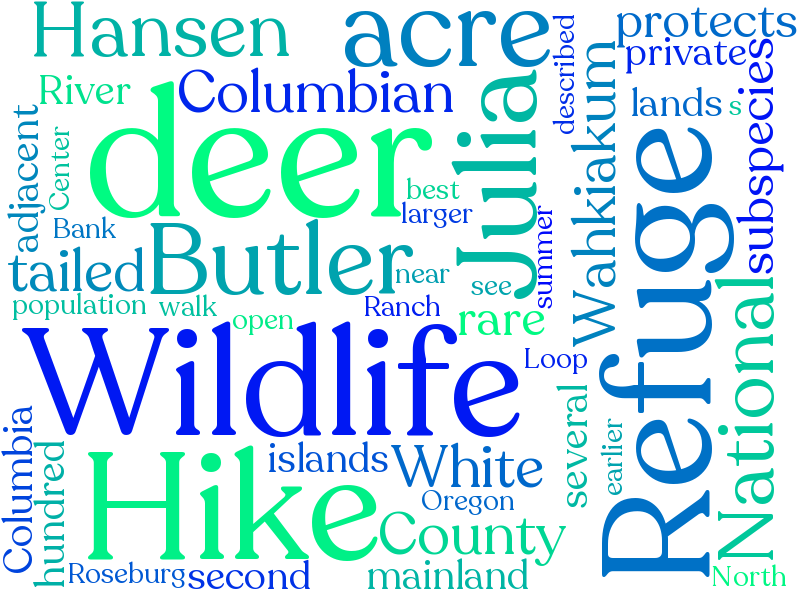 Hansen
acre
described
protects
private
River
Columbian
Julia
Wahkiakum
lands
s
subspecies
adjacent
Center
deer
best
larger
Refuge
Bank
Butler
tailed
near
see
summer
population
walk
open
Ranch
rare
National
Wildlife
Loop
Columbia
hundred
Hike
islands
White
several
earlier
Oregon
County
Roseburg
second
mainland
North